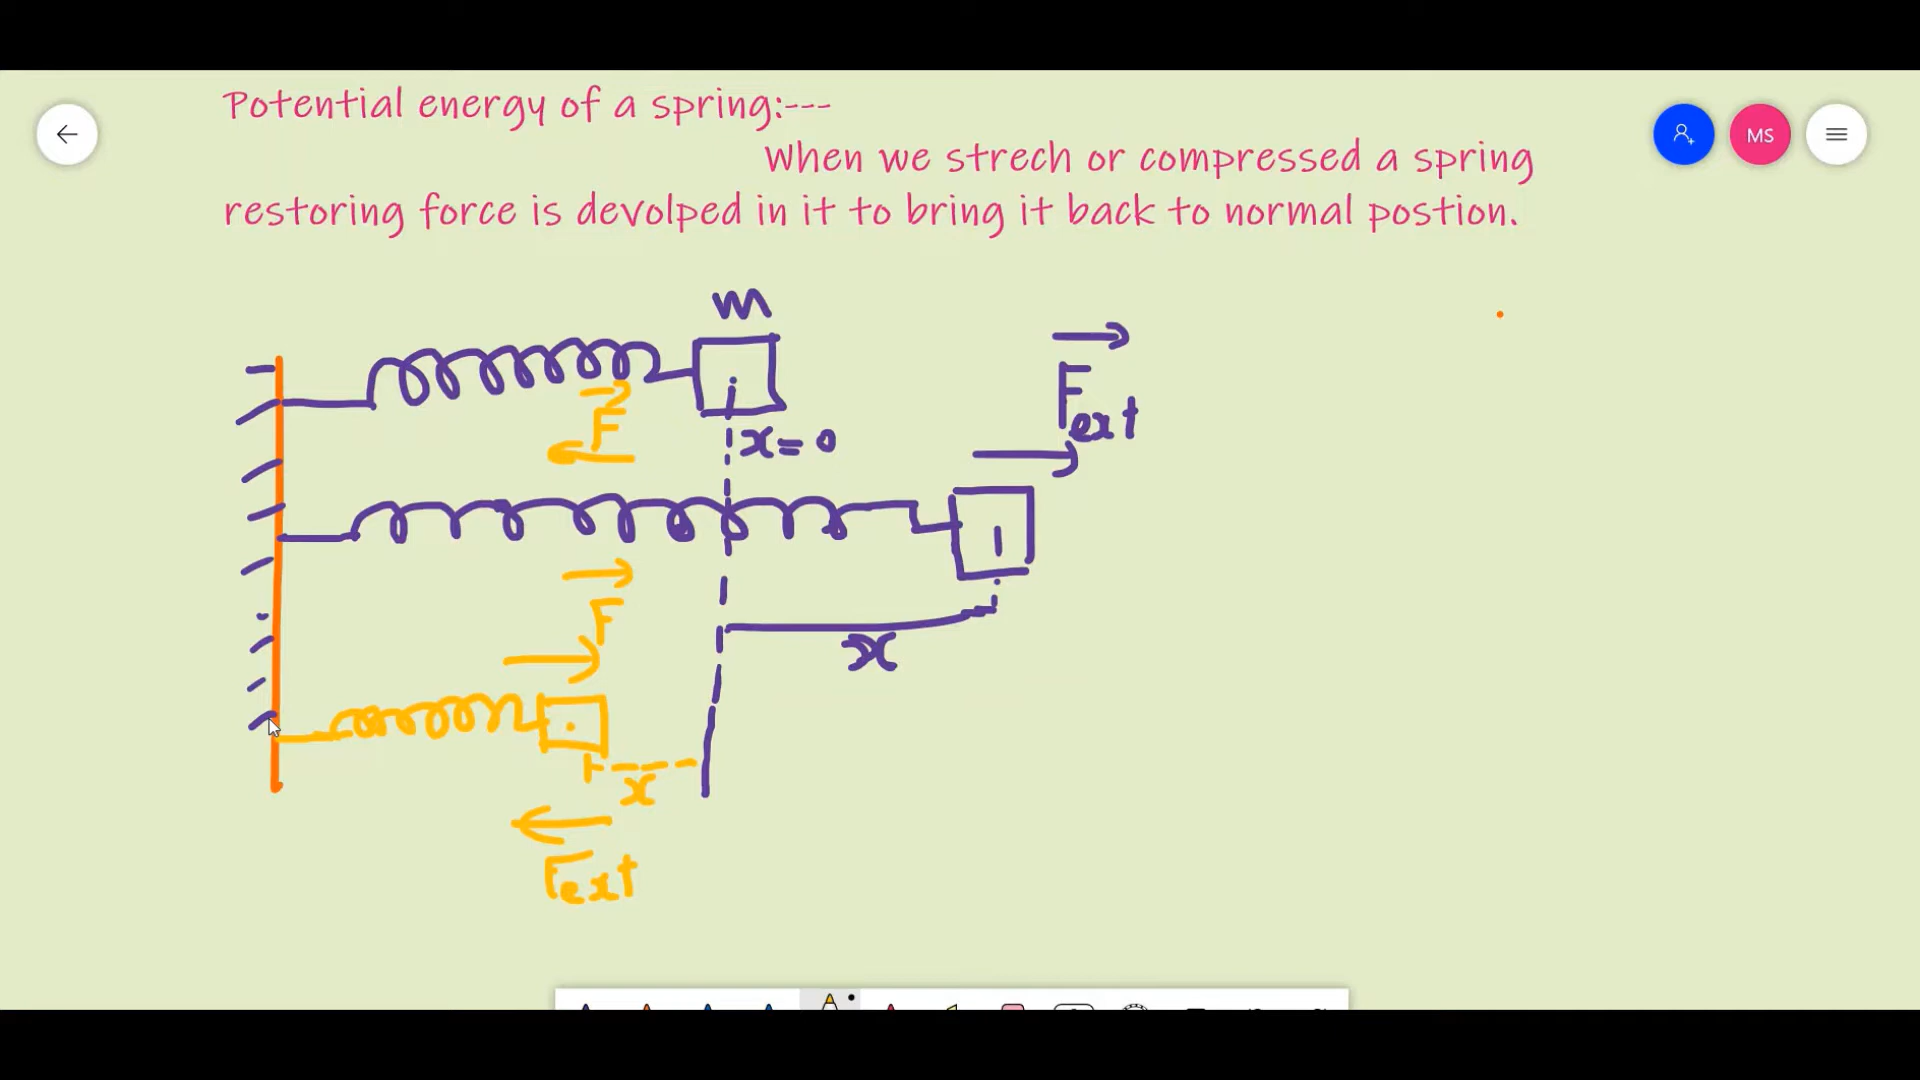 Potential energy of a spring:---
MS
When we strech or compressed a spring
restoring force is devolped in it to bring it back to normal postion.
m
F
x=0
Fext
F
x
x
Fext